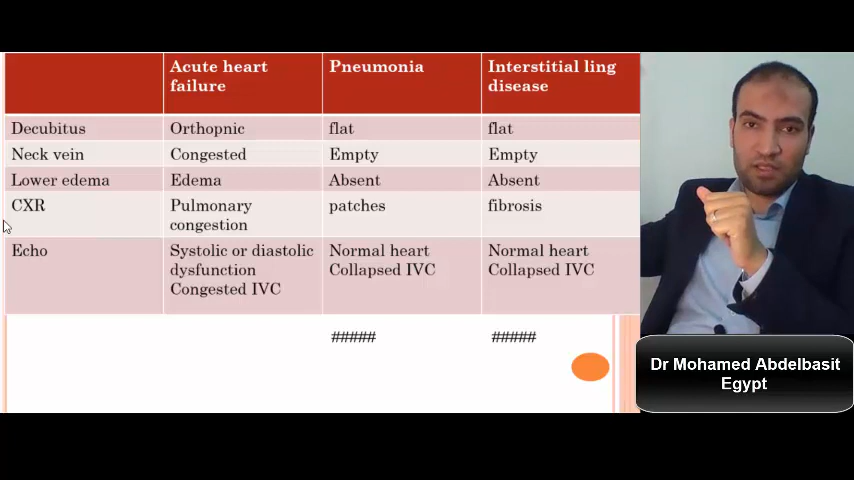 Acute heart failure Pneumonia Interstitial ling disease
Decubitus Orthopnic flat flat
Neck vein Congested Empty Empty
Lower edema Edema Absent Absent
CXR Pulmonary congestion patches fibrosis
Echo Systolic or diastolic dysfunction Congested IVC Normal heart Collapsed IVC Normal heart Collapsed IVC
##### #####
Dr Mohamed Abdelbasit
Egypt